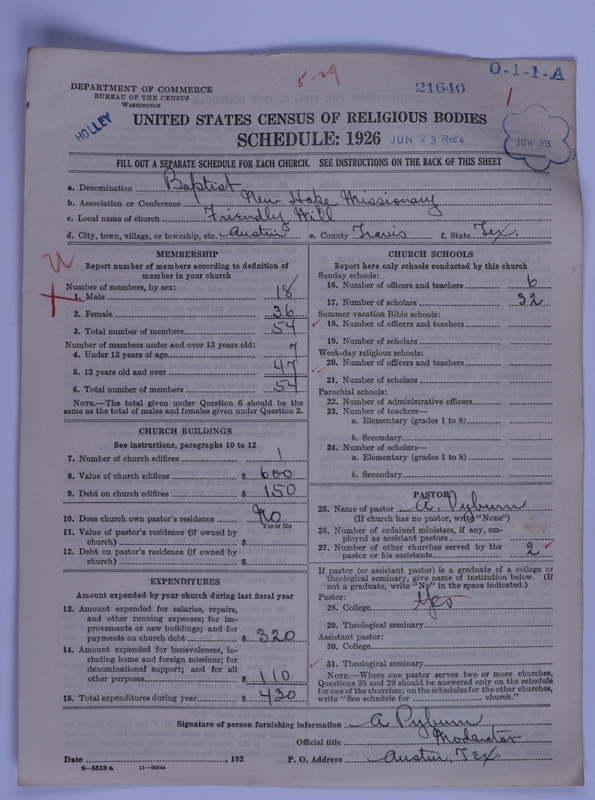 5-29
21640
O-1-1-A
DEPARTMENT OF COMMERCE
BUREAU OF THE CENSUS
WASHINGTON
HOLLEY
UNITED STATES CENSUS OF RELIGIOUS BODIES
SCHEDULE: 1926
JUN 23 Rec'd
JUN 23
FILL OUT A SEPARATE SCHEDULE FOR EACH CHURCH. SEE INSTRUCTIONS ON THE BACK OF THIS SHEET
a. Denomination Baptist
b. Association or Conference New Hope Missionary
c. Local name of church Friendly Will
d. City, town, village, or township, etc. Austin e. County Travis f. State Tex.
MEMBERSHIP
Report number of members according to definition of
member in your church
Number of members, by sex:
1. Male 18
2. Female 36
3. Total number of members 54
Number of members under and over 13 years old:
4. Under 13 years of age 7
5. 13 years old and over 47
6. Total number of members 54
NOTE.—The total given under Question 6 should be
the same as the total of males and females given under Question 3.
CHURCH BUILDINGS
See instructions, paragraphs 10 to 12
7. Number of church edifices 1
8. Value of church edifices $ 600
9. Debt on church edifices $ 150
10. Does church own pastor's residence No
Yes or No
11. Value of pastor's residence (if owned by
church) $
12. Debt on pastor's residence (if owned by
church) $
EXPENDITURES
Amount expended by your church during last fiscal year
13. Amount expended for salaries, repairs,
and other running expenses; for im-
provements or new buildings; and for
payments on church debt $ 320
14. Amount expended for benevolences, in-
cluding home and foreign missions; for
denominational support; and for all
other purposes $ 110
15. Total expenditures during year $ 420
CHURCH SCHOOLS
Report here only schools conducted by this church
Sunday schools:
16. Number of officers and teachers 6
17. Number of scholars 32
Summer vacation Bible schools:
18. Number of officers and teachers
19. Number of scholars
Week-day religious schools:
20. Number of officers and teachers
21. Number of scholars
Parochial schools:
22. Number of administrative officers
23. Number of teachers—
a. Elementary (grades 1 to 8)
b. Secondary
24. Number of scholars—
a. Elementary (grades 1 to 8)
b. Secondary
PASTOR
25. Name of pastor A. Pyburn
(If church has no pastor, write "None")
26. Number of ordained ministers, if any, em-
ployed as assistant pastors
27. Number of other churches served by the
pastor or his assistants 2
If pastor (or assistant pastor) is a graduate of a college or
theological seminary, give name of institution below. (If
not a graduate, write "No" in the space indicated.)
Pastor:
28. College Yes
29. Theological seminary
Assistant pastor:
30. College
31. Theological seminary
NOTE.—Where one pastor serves two or more churches,
Questions 28 and 29 should be answered only on the schedule
for one of the churches; on the schedules for the other churches,
write "See schedule for church."
Signature of person furnishing information A Pyburn
Official title Moderator
Date , 192 P. O. Address Austin, Tex.
6—5518 a 11—9054a